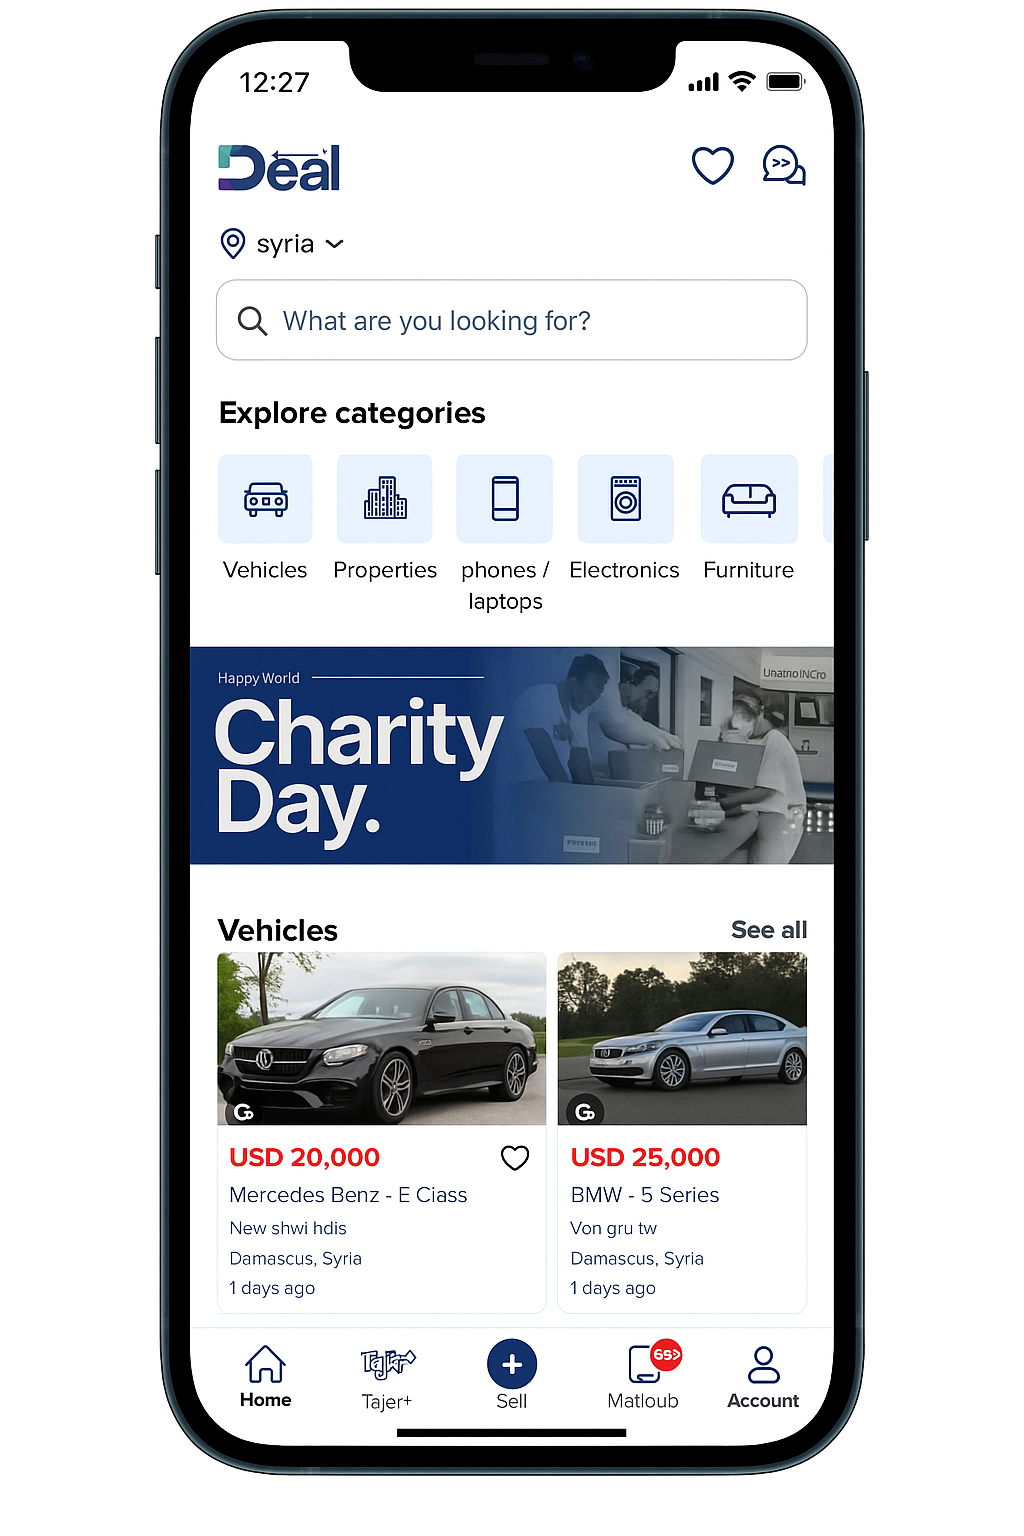 12:27
Deal
syria
What are you looking for?
Explore categories
Vehicles
Properties
phones /
laptops
Electronics
Furniture
Happy World
UnatrioINCro
Charity
Day.
Vehicles
See all
USD 20,000
Mercedes Benz - E Ciass
New shwi hdis
Damascus, Syria
1 days ago
USD 25,000
BMW - 5 Series
Von gru tw
Damascus, Syria
1 days ago
Home
Tajer+
Sell
Matloub
Account